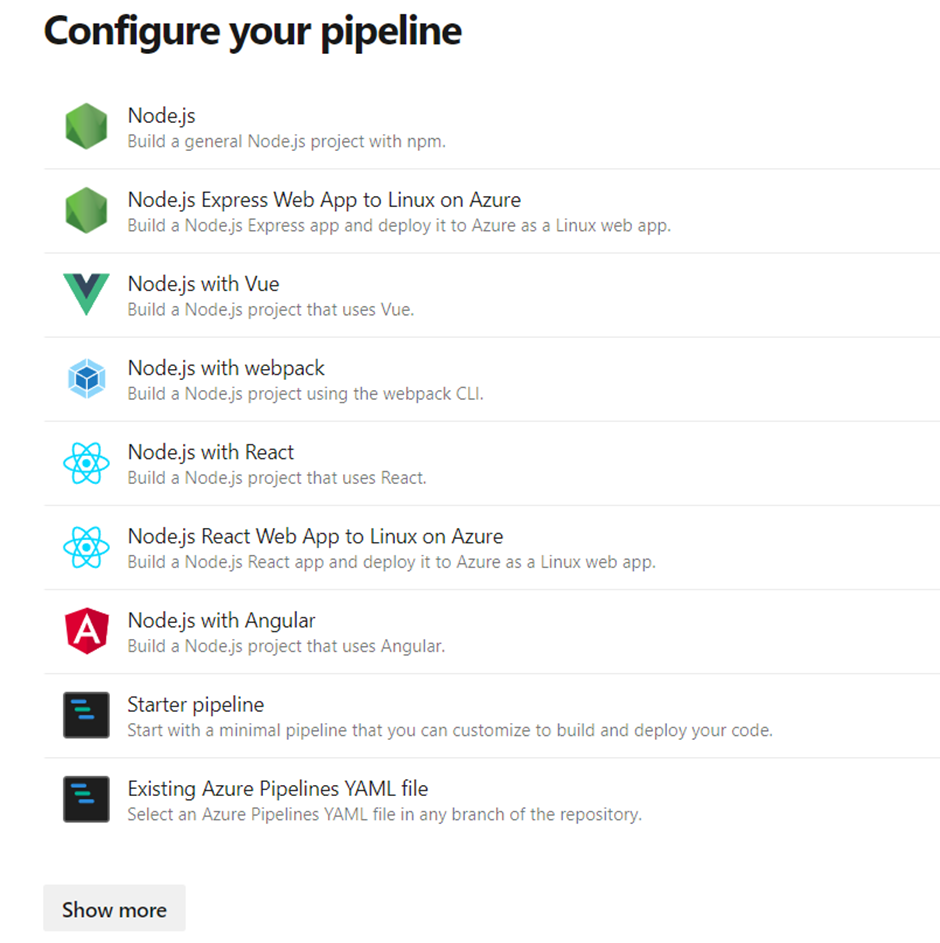 Configure your pipeline
Node.js
Build a general Node.js project with npm.
Node.js Express Web App to Linux on Azure
Build a Node.js Express app and deploy it to Azure as a Linux web app.
Node.js with Vue
Build a Node.js project that uses Vue.
Node.js with webpack
Build a Node.js project using the webpack CLI.
Node.js with React
Build a Node.js project that uses React.
Node.js React Web App to Linux on Azure
Build a Node.js React app and deploy it to Azure as a Linux web app.
Node.js with Angular
Build a Node.js project that uses Angular.
Starter pipeline
Start with a minimal pipeline that you can customize to build and deploy your code.
Existing Azure Pipelines YAML file
Select an Azure Pipelines YAML file in any branch of the repository.
Show more